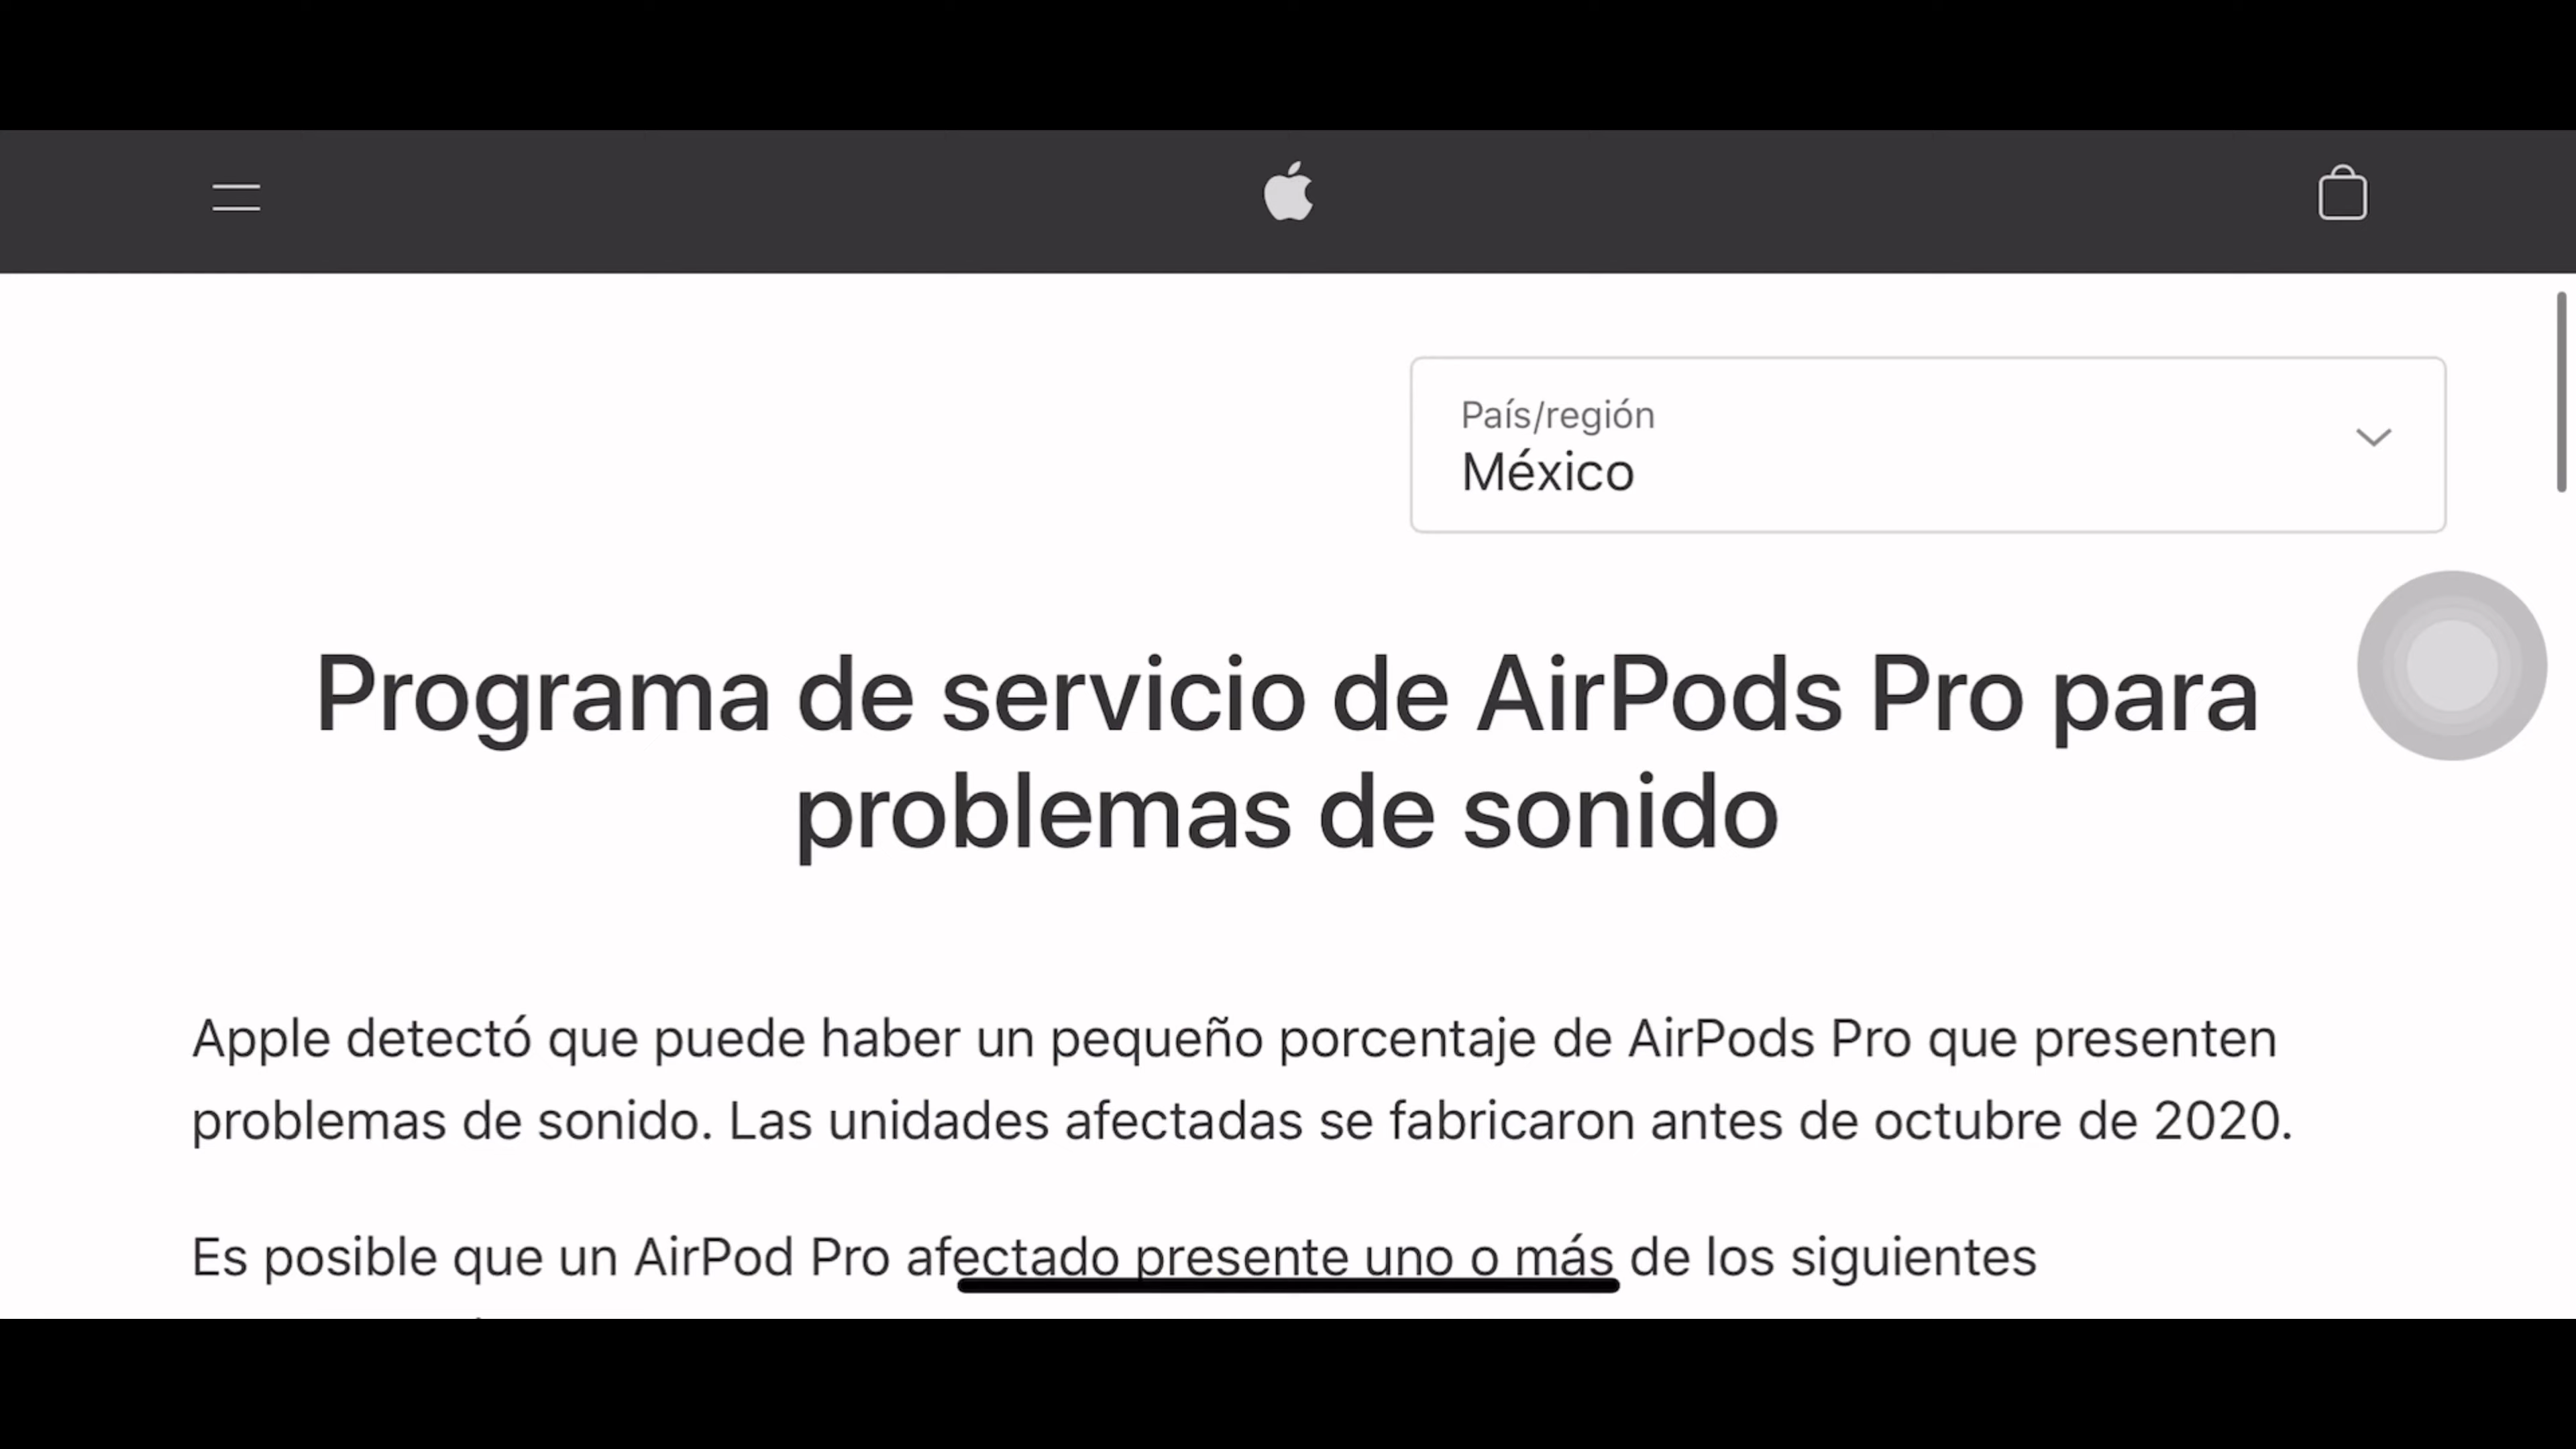 País/región
México
Programa de servicio de AirPods Pro para
problemas de sonido
Apple detectó que puede haber un pequeño porcentaje de AirPods Pro que presenten
problemas de sonido. Las unidades afectadas se fabricaron antes de octubre de 2020.
Es posible que un AirPod Pro afectado presente uno o más de los siguientes